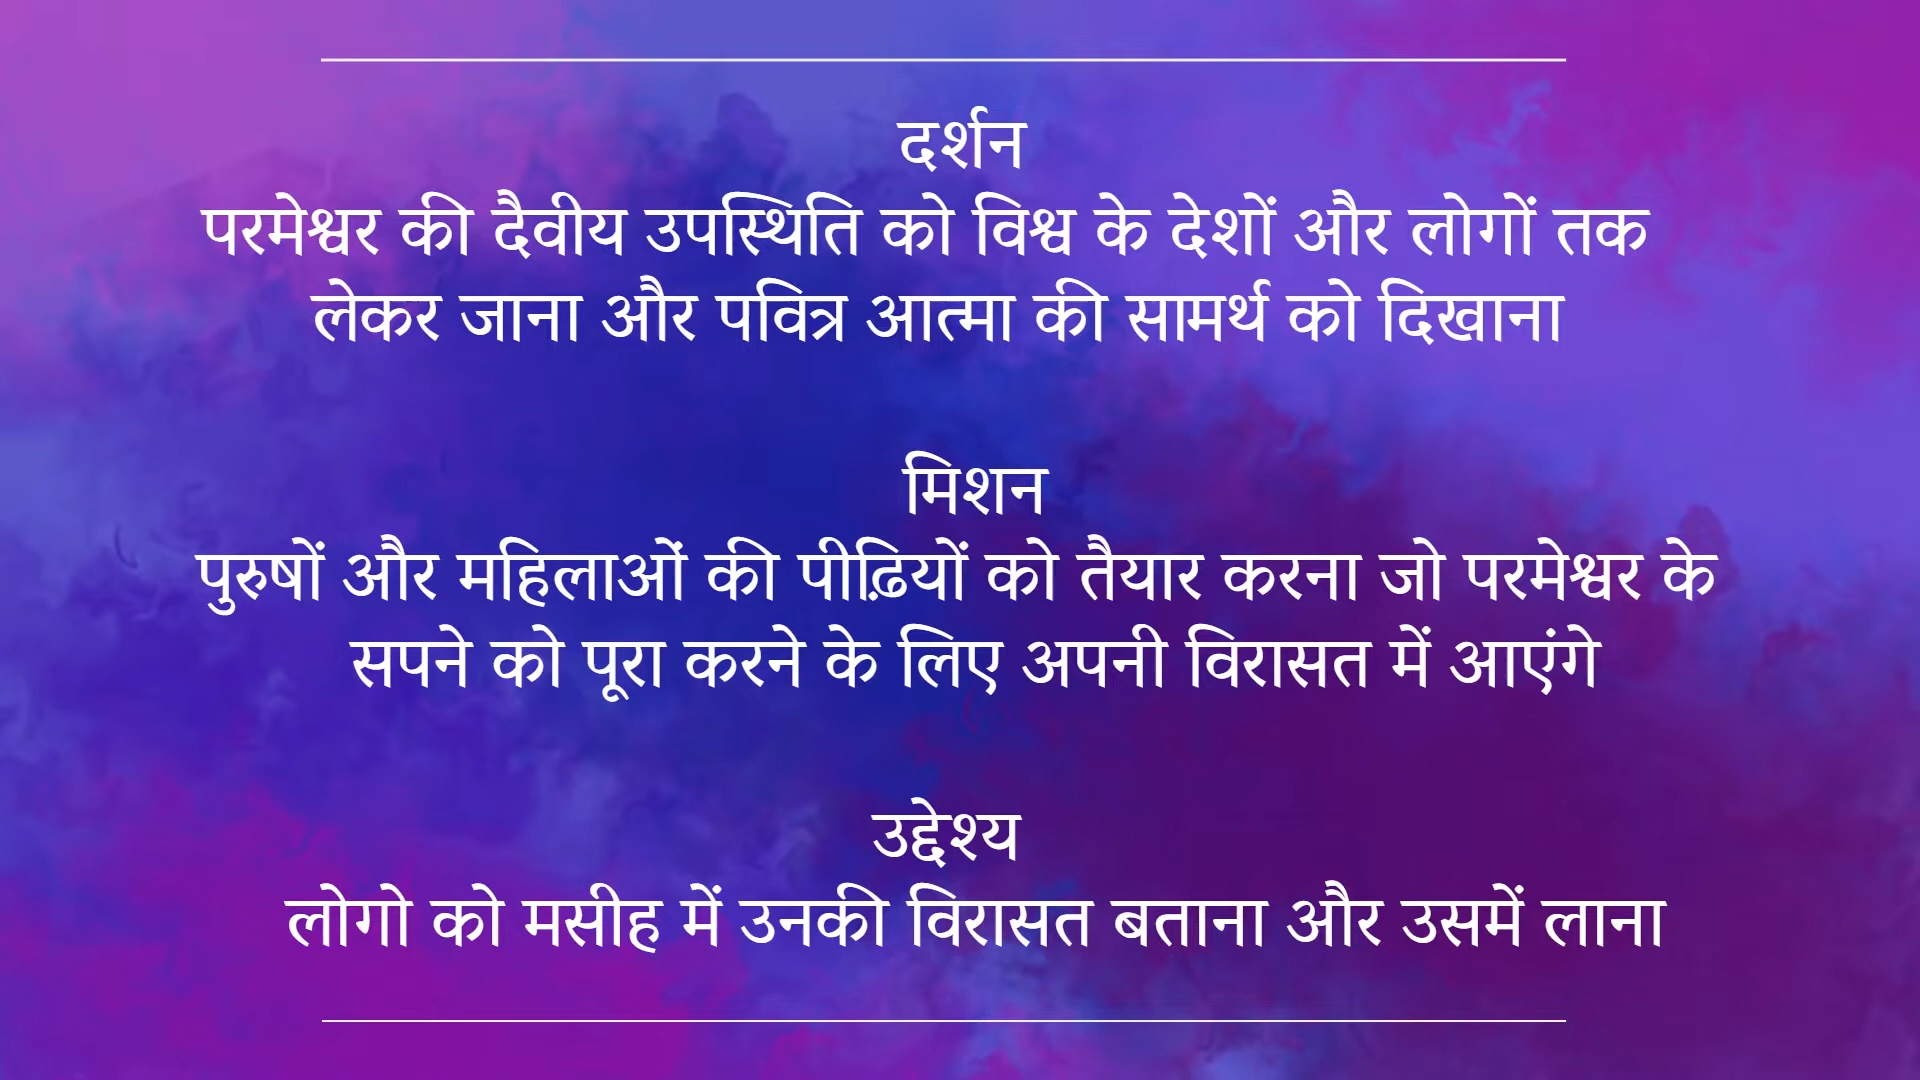 दर्शन
परमेश्वर की दैवीय उपस्थिति को विश्व के देशों और लोगों तक
लेकर जाना और पवित्र आत्मा की सामर्थ को दिखाना
मिशन
पुरुषों और महिलाओं की पीढ़ियों को तैयार करना जो परमेश्वर के
सपने को पूरा करने के लिए अपनी विरासत में आएंगे
उद्देश्य
लोगो को मसीह में उनकी विरासत बताना और उसमें लाना